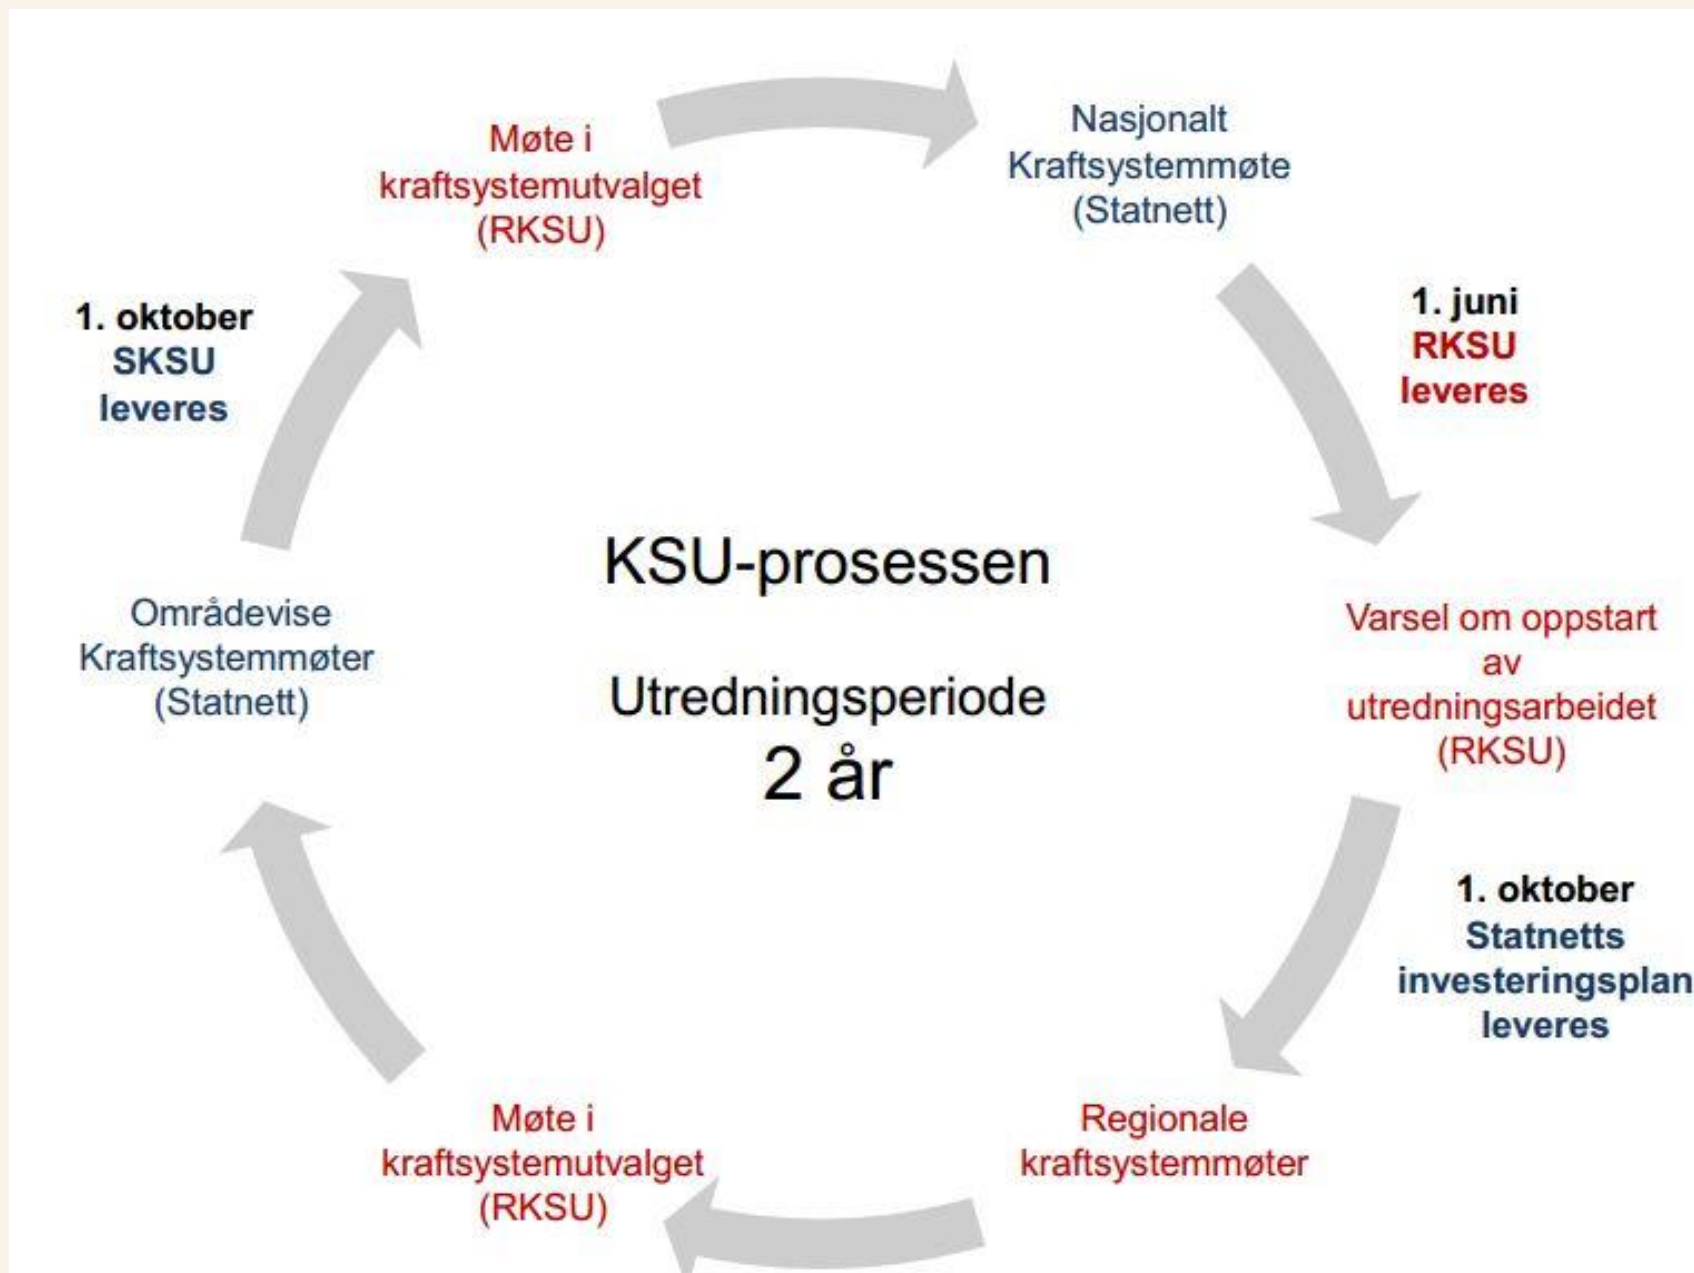 Møte i
kraftsystemutvalget
(RKSU)
Nasjonalt
Kraftsystemmøte
(Statnett)
1. juni
RKSU
leveres
Varsel om oppstart
av
utredningsarbeidet
(RKSU)
1. oktober
Statnetts
investeringsplan
leveres
Regionale
kraftsystemmøter
Møte i
kraftsystemutvalget
(RKSU)
Områdevise
Kraftsystemmøter
(Statnett)
1. oktober
SKSU
leveres
KSU-prosessen
Utredningsperiode
2 år